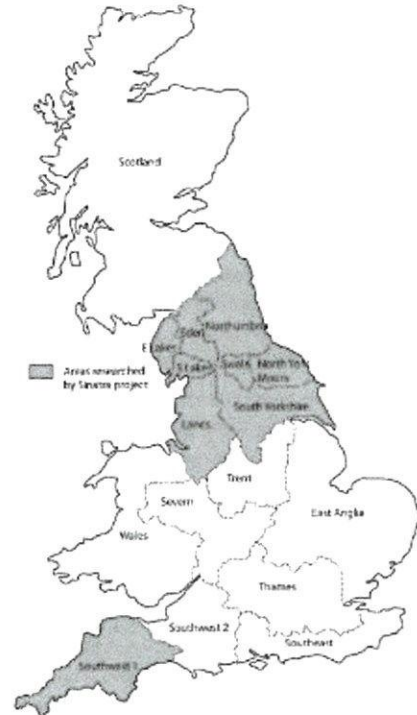 Scotland
Northumbria
Eden
E Lakes
S Lakes
Swale
North York
Moors
Areas researched
by Sinatra project
South Yorkshire
Lancs
Trent
Severn
East Anglia
Wales
Thames
Southwest 2
Southeast
Southwest 1